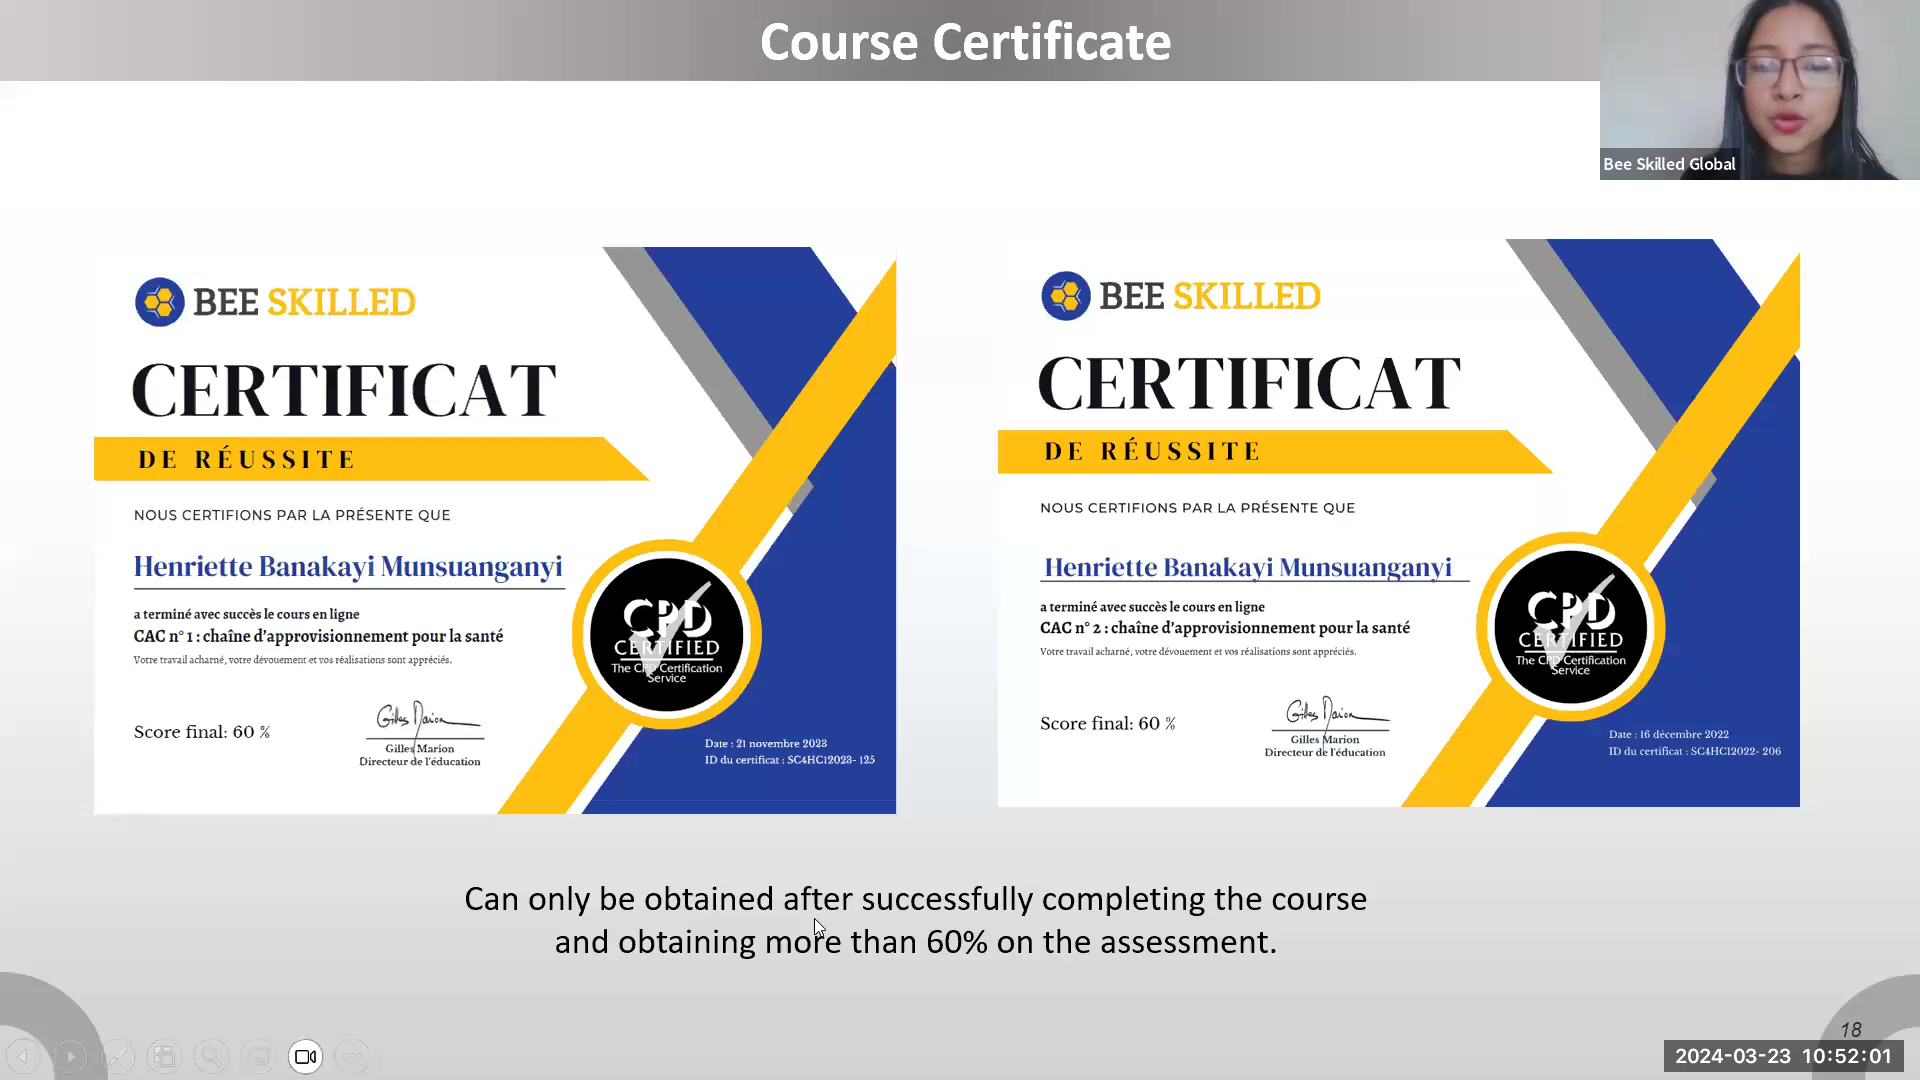 Course Certificate
Bee Skilled Global
BEE SKILLED
CERTIFICAT
DE RÉUSSITE
NOUS CERTIFIONS PAR LA PRÉSENTE QUE
Henriette Banakayi Munsuanganyi
a terminé avec succès le cours en ligne
CAC n° 1 : chaîne d'approvisionnement pour la santé
Votre travail acharné, votre dévouement et vos réalisations sont appréciés.
CPD
CERTIFIED
The CPD Certification
Service
Score final: 60 %
Gilles Marion
Gilles Marion
Directeur de l'éducation
Date : 21 novembre 2023
ID du certificat : SC4HC12023- 125
BEE SKILLED
CERTIFICAT
DE RÉUSSITE
NOUS CERTIFIONS PAR LA PRÉSENTE QUE
Henriette Banakayi Munsuanganyi
a terminé avec succès le cours en ligne
CAC n° 2 : chaîne d'approvisionnement pour la santé
Votre travail acharné, votre dévouement et vos réalisations sont appréciés.
CPD
CERTIFIED
The CPD Certification
Service
Score final: 60 %
Gilles Marion
Gilles Marion
Directeur de l'éducation
Date : 16 décembre 2022
ID du certificat : SC4HC12022- 206
Can only be obtained after successfully completing the course
and obtaining more than 60% on the assessment.
18
2024-03-23 10:52:01